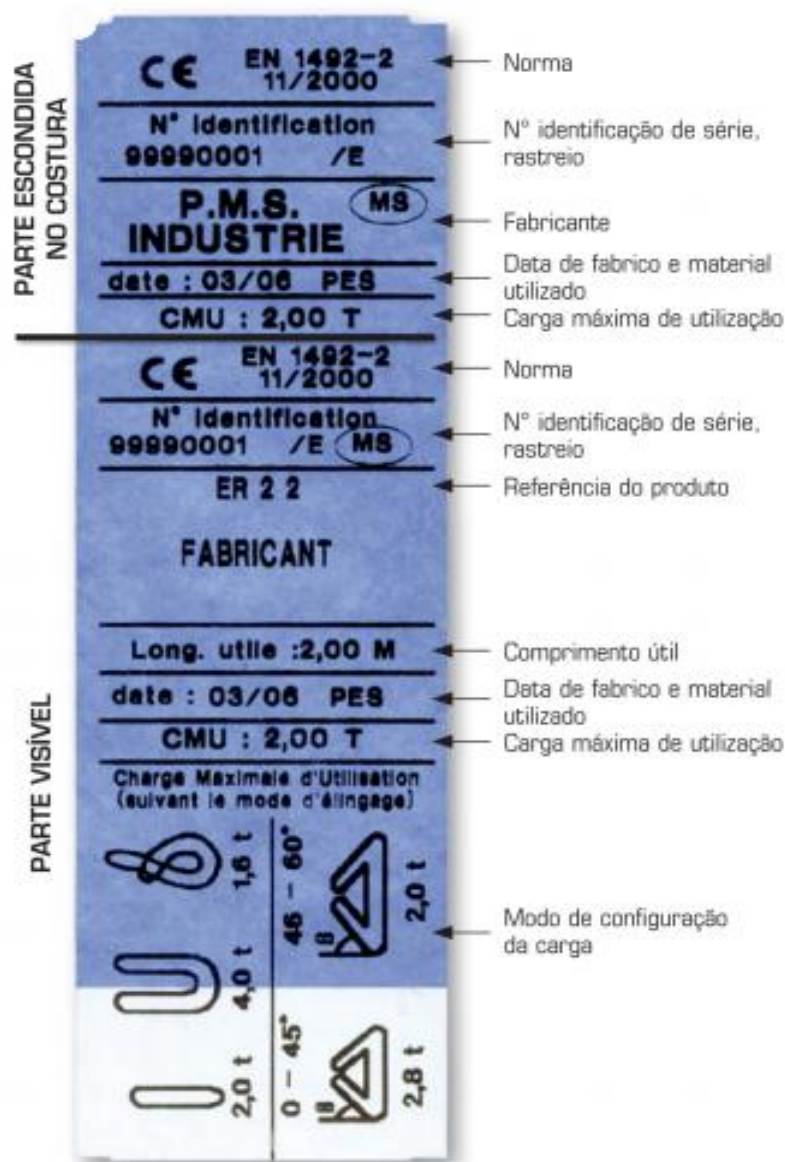 PARTE ESCONDIDA
NO COSTURA
CE EN 1492-2
11/2000
Norma
N° identification
99990001 /E
N° identificação de série,
rastreio
P.M.S. MS
INDUSTRIE
Fabricante
date : 03/06 PES
Data de fabrico e material
utilizado
CMU : 2,00 T
Carga máxima de utilização
PARTE VISÍVEL
CE EN 1492-2
11/2000
Norma
N° identification
99990001 /E MS
N° identificação de série,
rastreio
ER 2 2
Referência do produto
FABRICANT
Long. utile :2,00 M
Comprimento útil
date : 03/06 PES
Data de fabrico e material
utilizado
CMU : 2,00 T
Carga máxima de utilização
Charge Maximale d'Utilisation
(suivant le mode d'élingage)
1,6 t
46 - 60°
B
2,0 t
Modo de configuração
da carga
4,0 t
2,0 t
0 - 45°
B
2,8 t